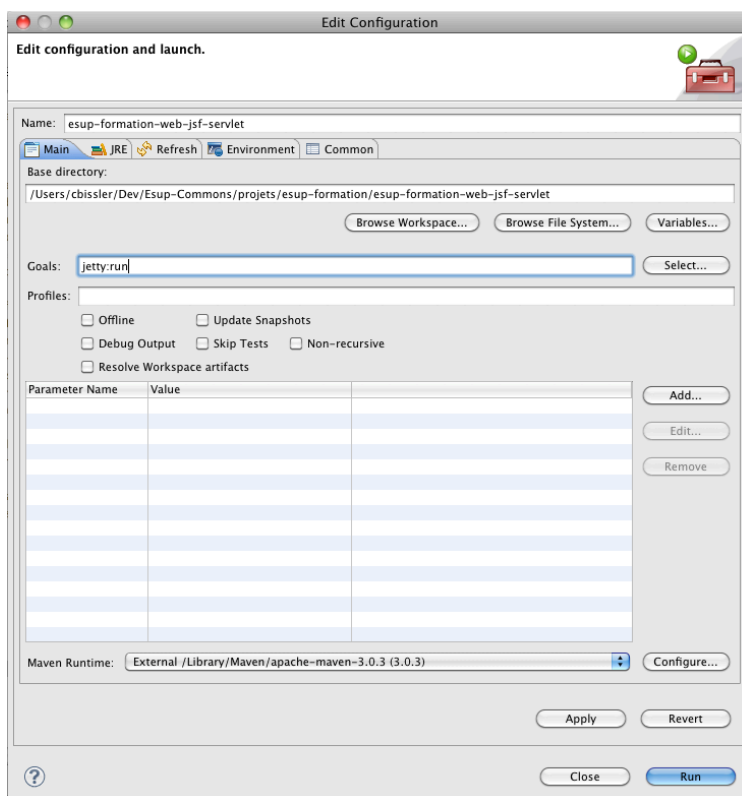 Edit Configuration
Edit configuration and launch.
Name: esup-formation-web-jsf-servlet
Main JRE Refresh Environment Common
Base directory:
/Users/cbissler/Dev/Esup-Commons/projets/esup-formation/esup-formation-web-jsf-servlet
Browse Workspace... Browse File System... Variables...
Goals: jetty:run Select...
Profiles:
Offline Update Snapshots
Debug Output Skip Tests Non-recursive
Resolve Workspace artifacts
Parameter Name Value
Add...
Edit...
Remove
Maven Runtime: External /Library/Maven/apache-maven-3.0.3 (3.0.3) Configure...
Apply Revert
? Close Run